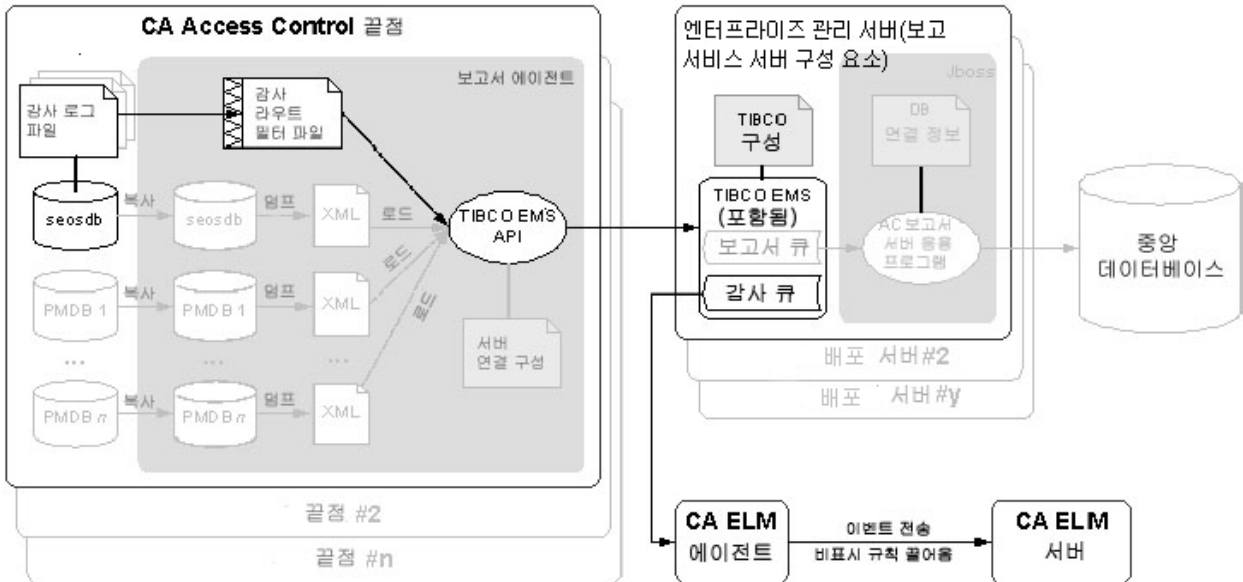 CA Access Control 끝점
보고서 에이전트
감사 로그
파일
감사
라우트
필터 파일
seosdb
복사
seosdb
덤프
XML
로드
TIBCO EMS
API
PMDB 1
복사
PMDB 1
덤프
XML
로드
...
...
...
로드
서버
연결 구성
PMDB n
복사
PMDB n
덤프
XML
끝점 #2
끝점 #n
엔터프라이즈 관리 서버(보고
서비스 서버 구성 요소)
Jboss
TIBCO
구성
DB
연결 정보
TIBCO EMS
(포함됨)
보고서 큐
감사 큐
AC 보고서
서버 응용
프로그램
중앙
데이터베이스
배포 서버#2
배포 서버#y
CA ELM
에이전트
이벤트 전송
비표시 규칙 끌어옴
CA ELM
서버